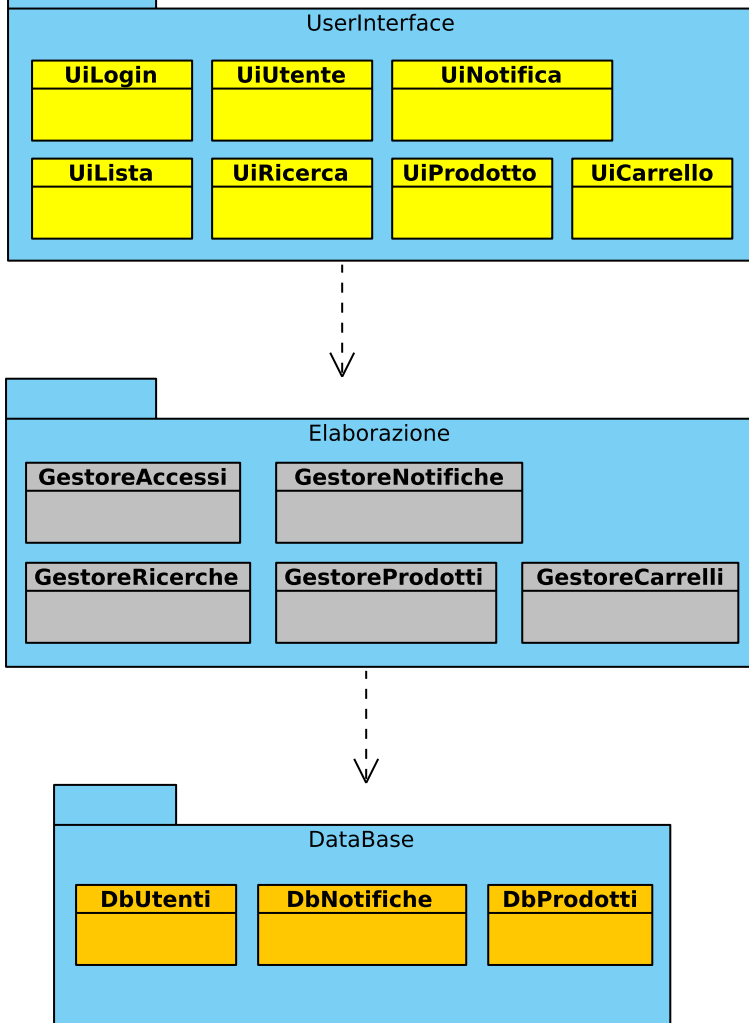 UserInterface
UiLogin
UiUtente
UiNotifica
UiLista
UiRicerca
UiProdotto
UiCarrello
Elaborazione
GestoreAccessi
GestoreNotifiche
GestoreRicerche
GestoreProdotti
GestoreCarrelli
DataBase
DbUtenti
DbNotifiche
DbProdotti